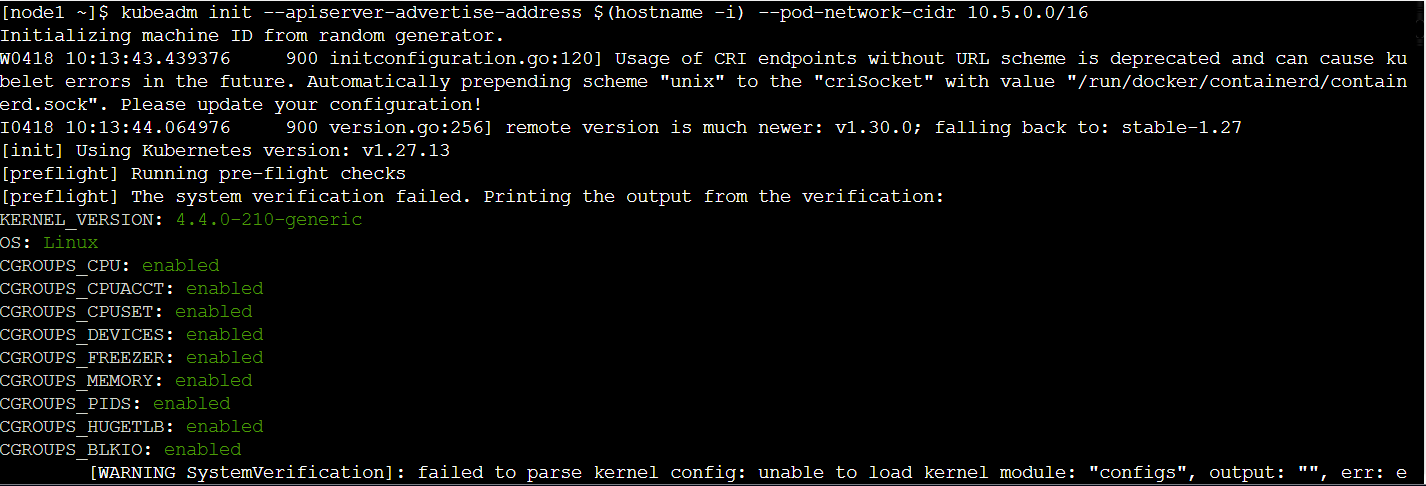 [node1 ~]$ kubeadm init --apiserver-advertise-address $(hostname -i) --pod-network-cidr 10.5.0.0/16
Initializing machine ID from random generator.
W0418 10:13:43.439376     900 initconfiguration.go:120] Usage of CRI endpoints without URL scheme is deprecated and can cause ku
belet errors in the future. Automatically prepending scheme "unix" to the "criSocket" with value "/run/docker/containerd/contain
erd.sock". Please update your configuration!
I0418 10:13:44.064976     900 version.go:256] remote version is much newer: v1.30.0; falling back to: stable-1.27
[init] Using Kubernetes version: v1.27.13
[preflight] Running pre-flight checks
[preflight] The system verification failed. Printing the output from the verification:
KERNEL_VERSION: 4.4.0-210-generic
OS: Linux
CGROUPS_CPU: enabled
CGROUPS_CPUACCT: enabled
CGROUPS_CPUSET: enabled
CGROUPS_DEVICES: enabled
CGROUPS_FREEZER: enabled
CGROUPS_MEMORY: enabled
CGROUPS_PIDS: enabled
CGROUPS_HUGETLB: enabled
CGROUPS_BLKIO: enabled
        [WARNING SystemVerification]: failed to parse kernel config: unable to load kernel module: "configs", output: "", err: e